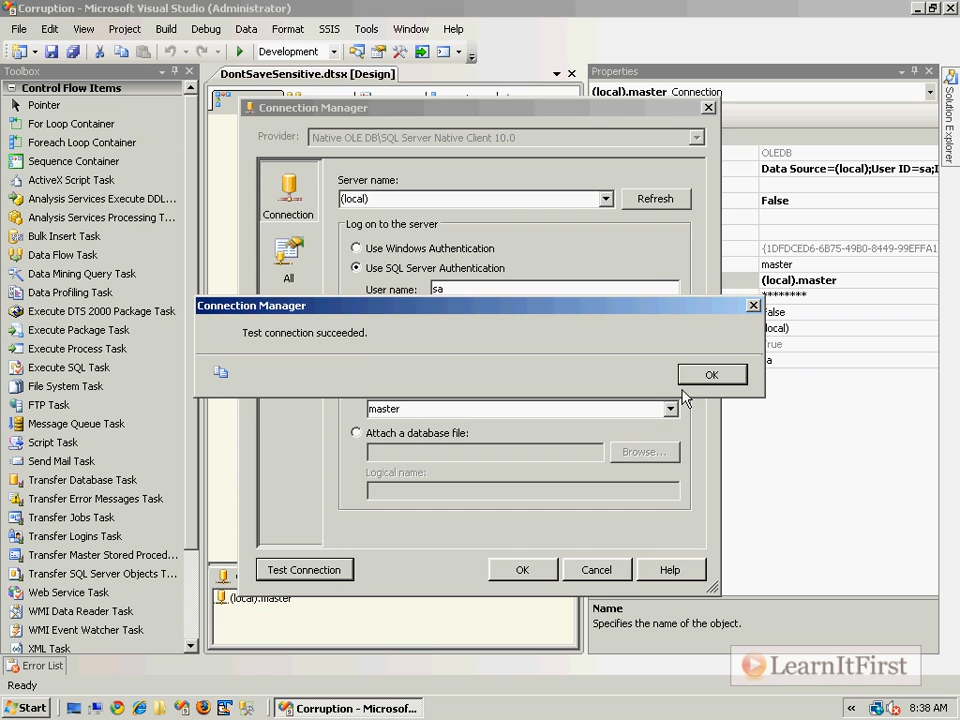 Corruption - Microsoft Visual Studio (Administrator)
File Edit View Project Build Debug Data Format SSIS Tools Window Help
Development
Toolbox
Control Flow Items
Pointer
For Loop Container
Foreach Loop Container
Sequence Container
ActiveX Script Task
Analysis Services Execute DDL...
Analysis Services Processing T...
Bulk Insert Task
Data Flow Task
Data Mining Query Task
Data Profiling Task
Execute DTS 2000 Package Task
Execute Package Task
Execute Process Task
Execute SQL Task
File System Task
FTP Task
Message Queue Task
Script Task
Send Mail Task
Transfer Database Task
Transfer Error Messages Task
Transfer Jobs Task
Transfer Logins Task
Transfer Master Stored Proced...
Transfer SQL Server Objects T...
Web Service Task
WMI Data Reader Task
WMI Event Watcher Task
XML Task
Error List
Ready
DontSaveSensitive.dtsx [Design]
Connection Manager
Provider: Native OLE DB\SQL Server Native Client 10.0
Connection
All
Server name:
(local)
Refresh
Log on to the server
Use Windows Authentication
Use SQL Server Authentication
User name: sa
Connection Manager
Test connection succeeded.
OK
master
Attach a database file:
Browse...
Logical name:
Test Connection OK Cancel Help
(local).master
Properties
(local).master Connection
OLEDB
Data Source=(local);User ID=sa;I
False
{1DFDCED6-6B75-49B0-8449-99EFFA1
master
(local).master
********
Name
Specifies the name of the object.
Solution Explorer
LearnItFirst
Start
Corruption - Microsof...
8:38 AM